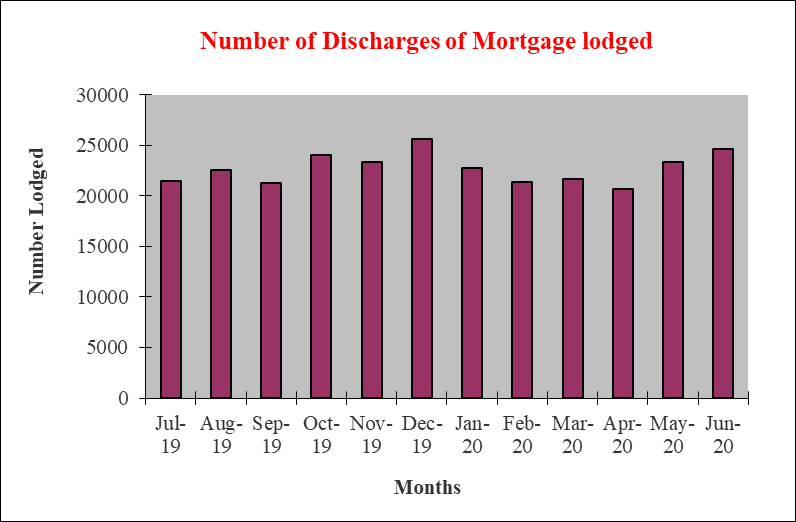 Number of Discharges of Mortgage lodged
Number Lodged
30000
25000
20000
15000
10000
5000
0
Jul- Aug- Sep- Oct- Nov- Dec- Jan- Feb- Mar- Apr- May- Jun-
19 19 19 19 19 19 20 20 20 20 20 20
Months